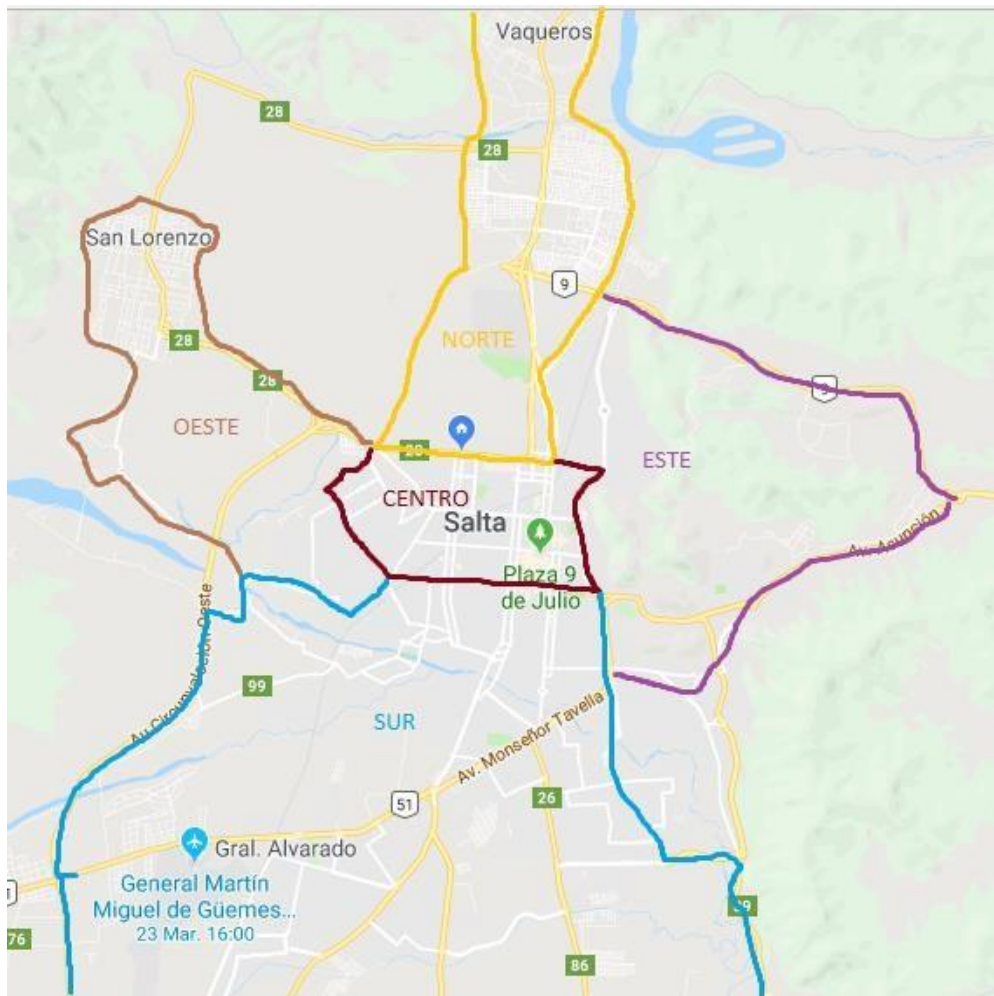 Vaqueros
28
28
San Lorenzo
9
NORTE
28
28
9
OESTE
28
ESTE
CENTRO
Salta
Av. Asunción
Plaza 9
de Julio
Av. Circunvalación Oeste
99
SUR
Av. Monseñor Tavella
26
51
Gral. Alvarado
General Martín
Miguel de Güemes...
23 Mar. 16:00
76
86